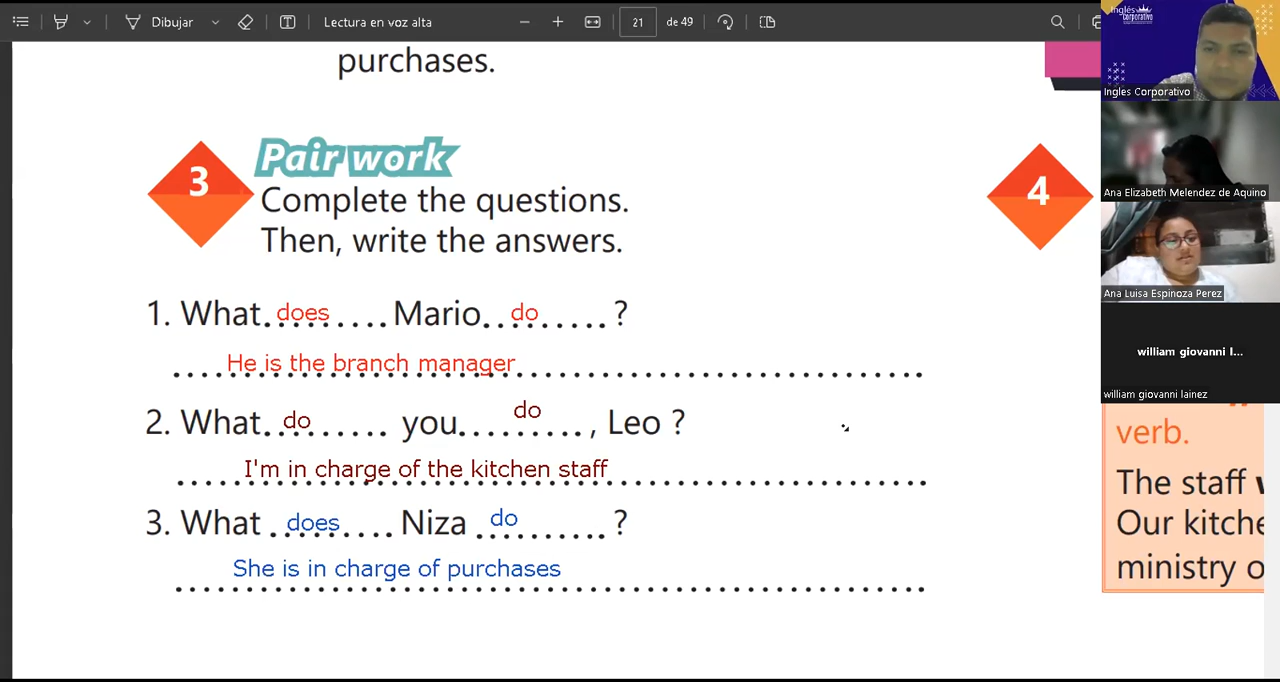 Dibujar
Lectura en voz alta
21
de 49
purchases.
3
Pair work
Complete the questions.
Then, write the answers.
4
1. What does Mario do ?
He is the branch manager
2. What do you do , Leo ?
I'm in charge of the kitchen staff
3. What does Niza do ?
She is in charge of purchases
Inglés
Corporativo
Ingles Corporativo
Ana Elizabeth Melendez de Aquino
Ana Luisa Espinoza Perez
william giovanni l...
william giovanni lainez
verb.
The staff
Our kitche
ministry o